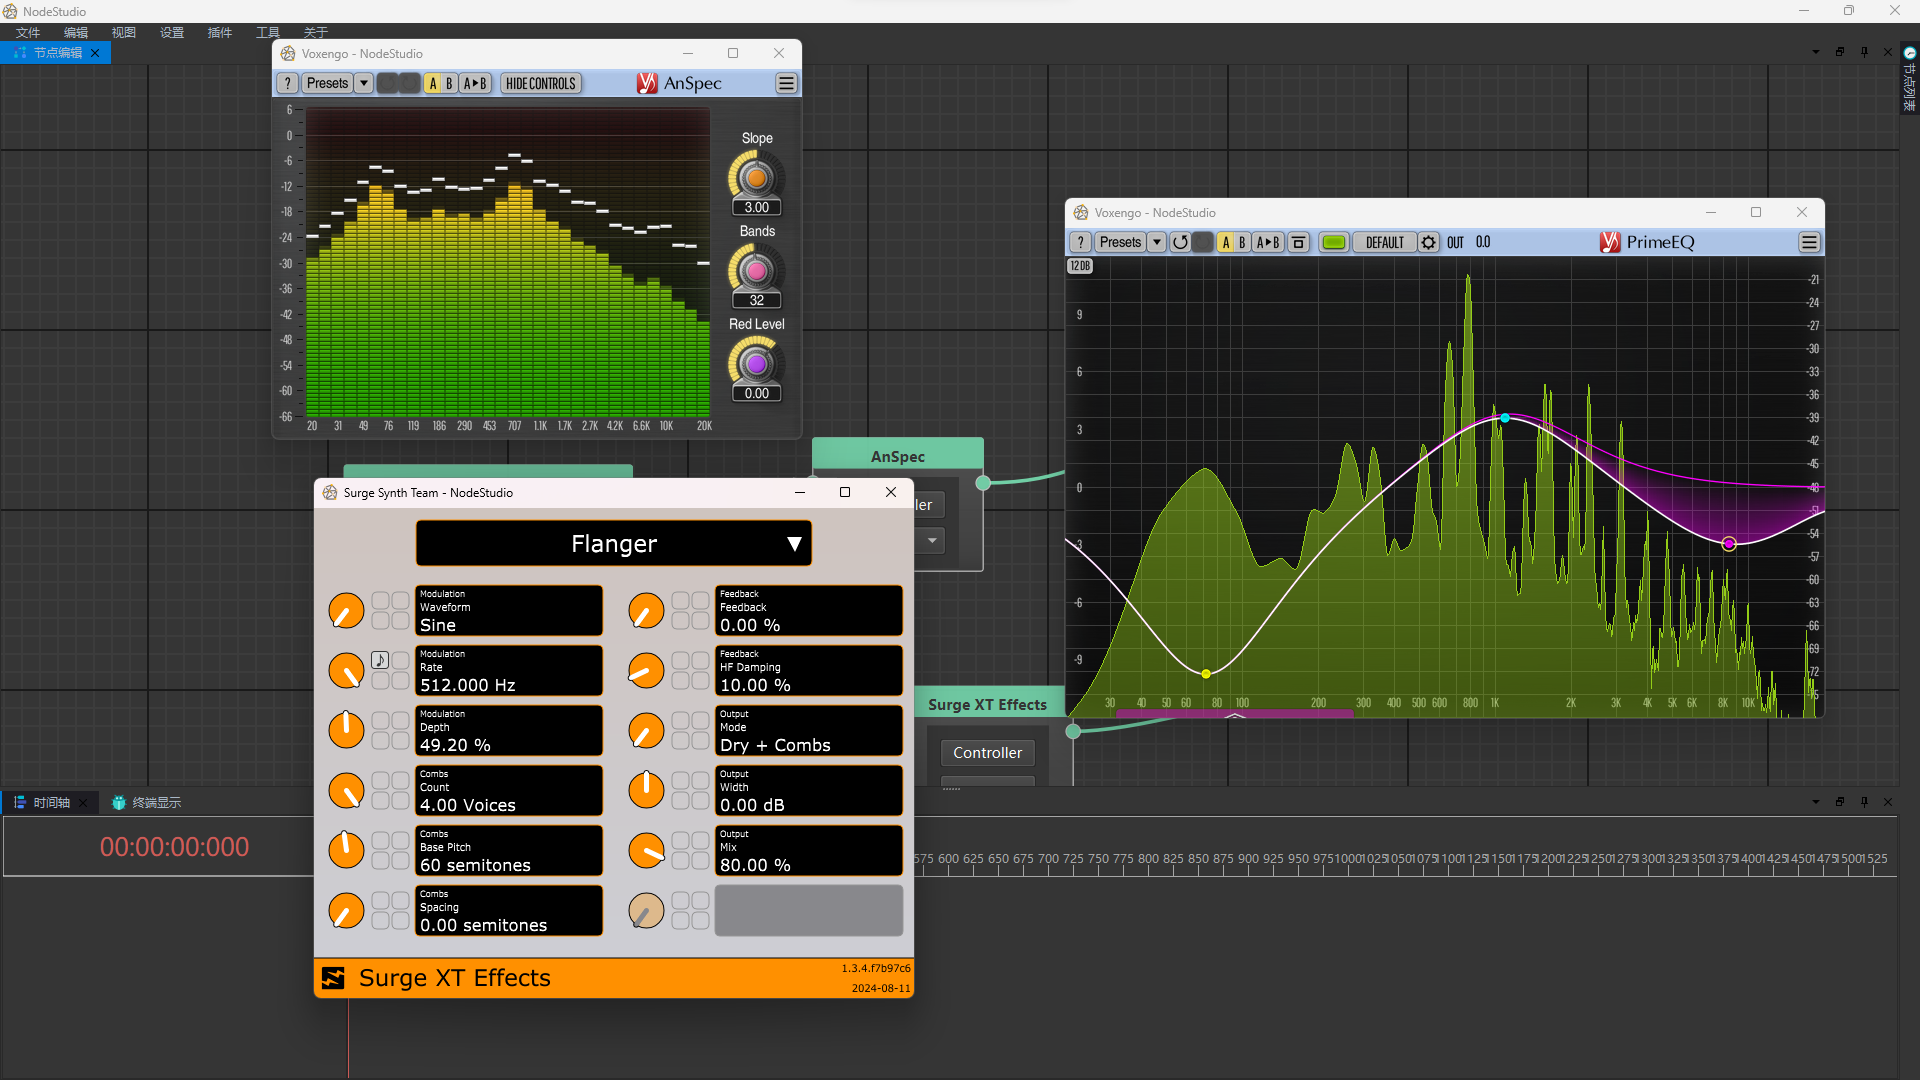 NodeStudio
文件 编辑 视图 设置 插件 工具 关于
节点编辑
节点列表
Voxengo - NodeStudio
? Presets A B A▸B HIDE CONTROLS AnSpec
6
0
-6
-12
-18
-24
-30
-36
-42
-48
-54
-60
-66
20 31 49 76 119 186 290 453 707 1.1K 1.7K 2.7K 4.2K 6.6K 10K 20K
Slope
3.00
Bands
32
Red Level
0.00
AnSpec
ler
Voxengo - NodeStudio
? Presets A B A▸B DEFAULT OUT 0.0 PrimeEQ
12DB
9
6
3
0
-3
-6
-9
-21
-24
-27
-30
-33
-36
-39
-42
-45
-48
-51
-54
-57
-60
-63
-66
-69
-72
-75
30 40 50 60 80 100 200 300 400 500 600 800 1K 2K 3K 4K 5K 6K 8K 10K
Surge XT Effects
Controller
Surge Synth Team - NodeStudio
Flanger
Modulation
Waveform
Sine
Modulation
Rate
512.000 Hz
Modulation
Depth
49.20 %
Combs
Count
4.00 Voices
Combs
Base Pitch
60 semitones
Combs
Spacing
0.00 semitones
Feedback
Feedback
0.00 %
Feedback
HF Damping
10.00 %
Output
Mode
Dry + Combs
Output
Width
0.00 dB
Output
Mix
80.00 %
Surge XT Effects
1.3.4.f7b97c6
2024-08-11
时间轴 终端显示
00:00:00:000
575 600 625 650 675 700 725 750 775 800 825 850 875 900 925 950 975 1000 1025 1050 1075 1100 1125 1150 1175 1200 1225 1250 1275 1300 1325 1350 1375 1400 1425 1450 1475 1500 1525